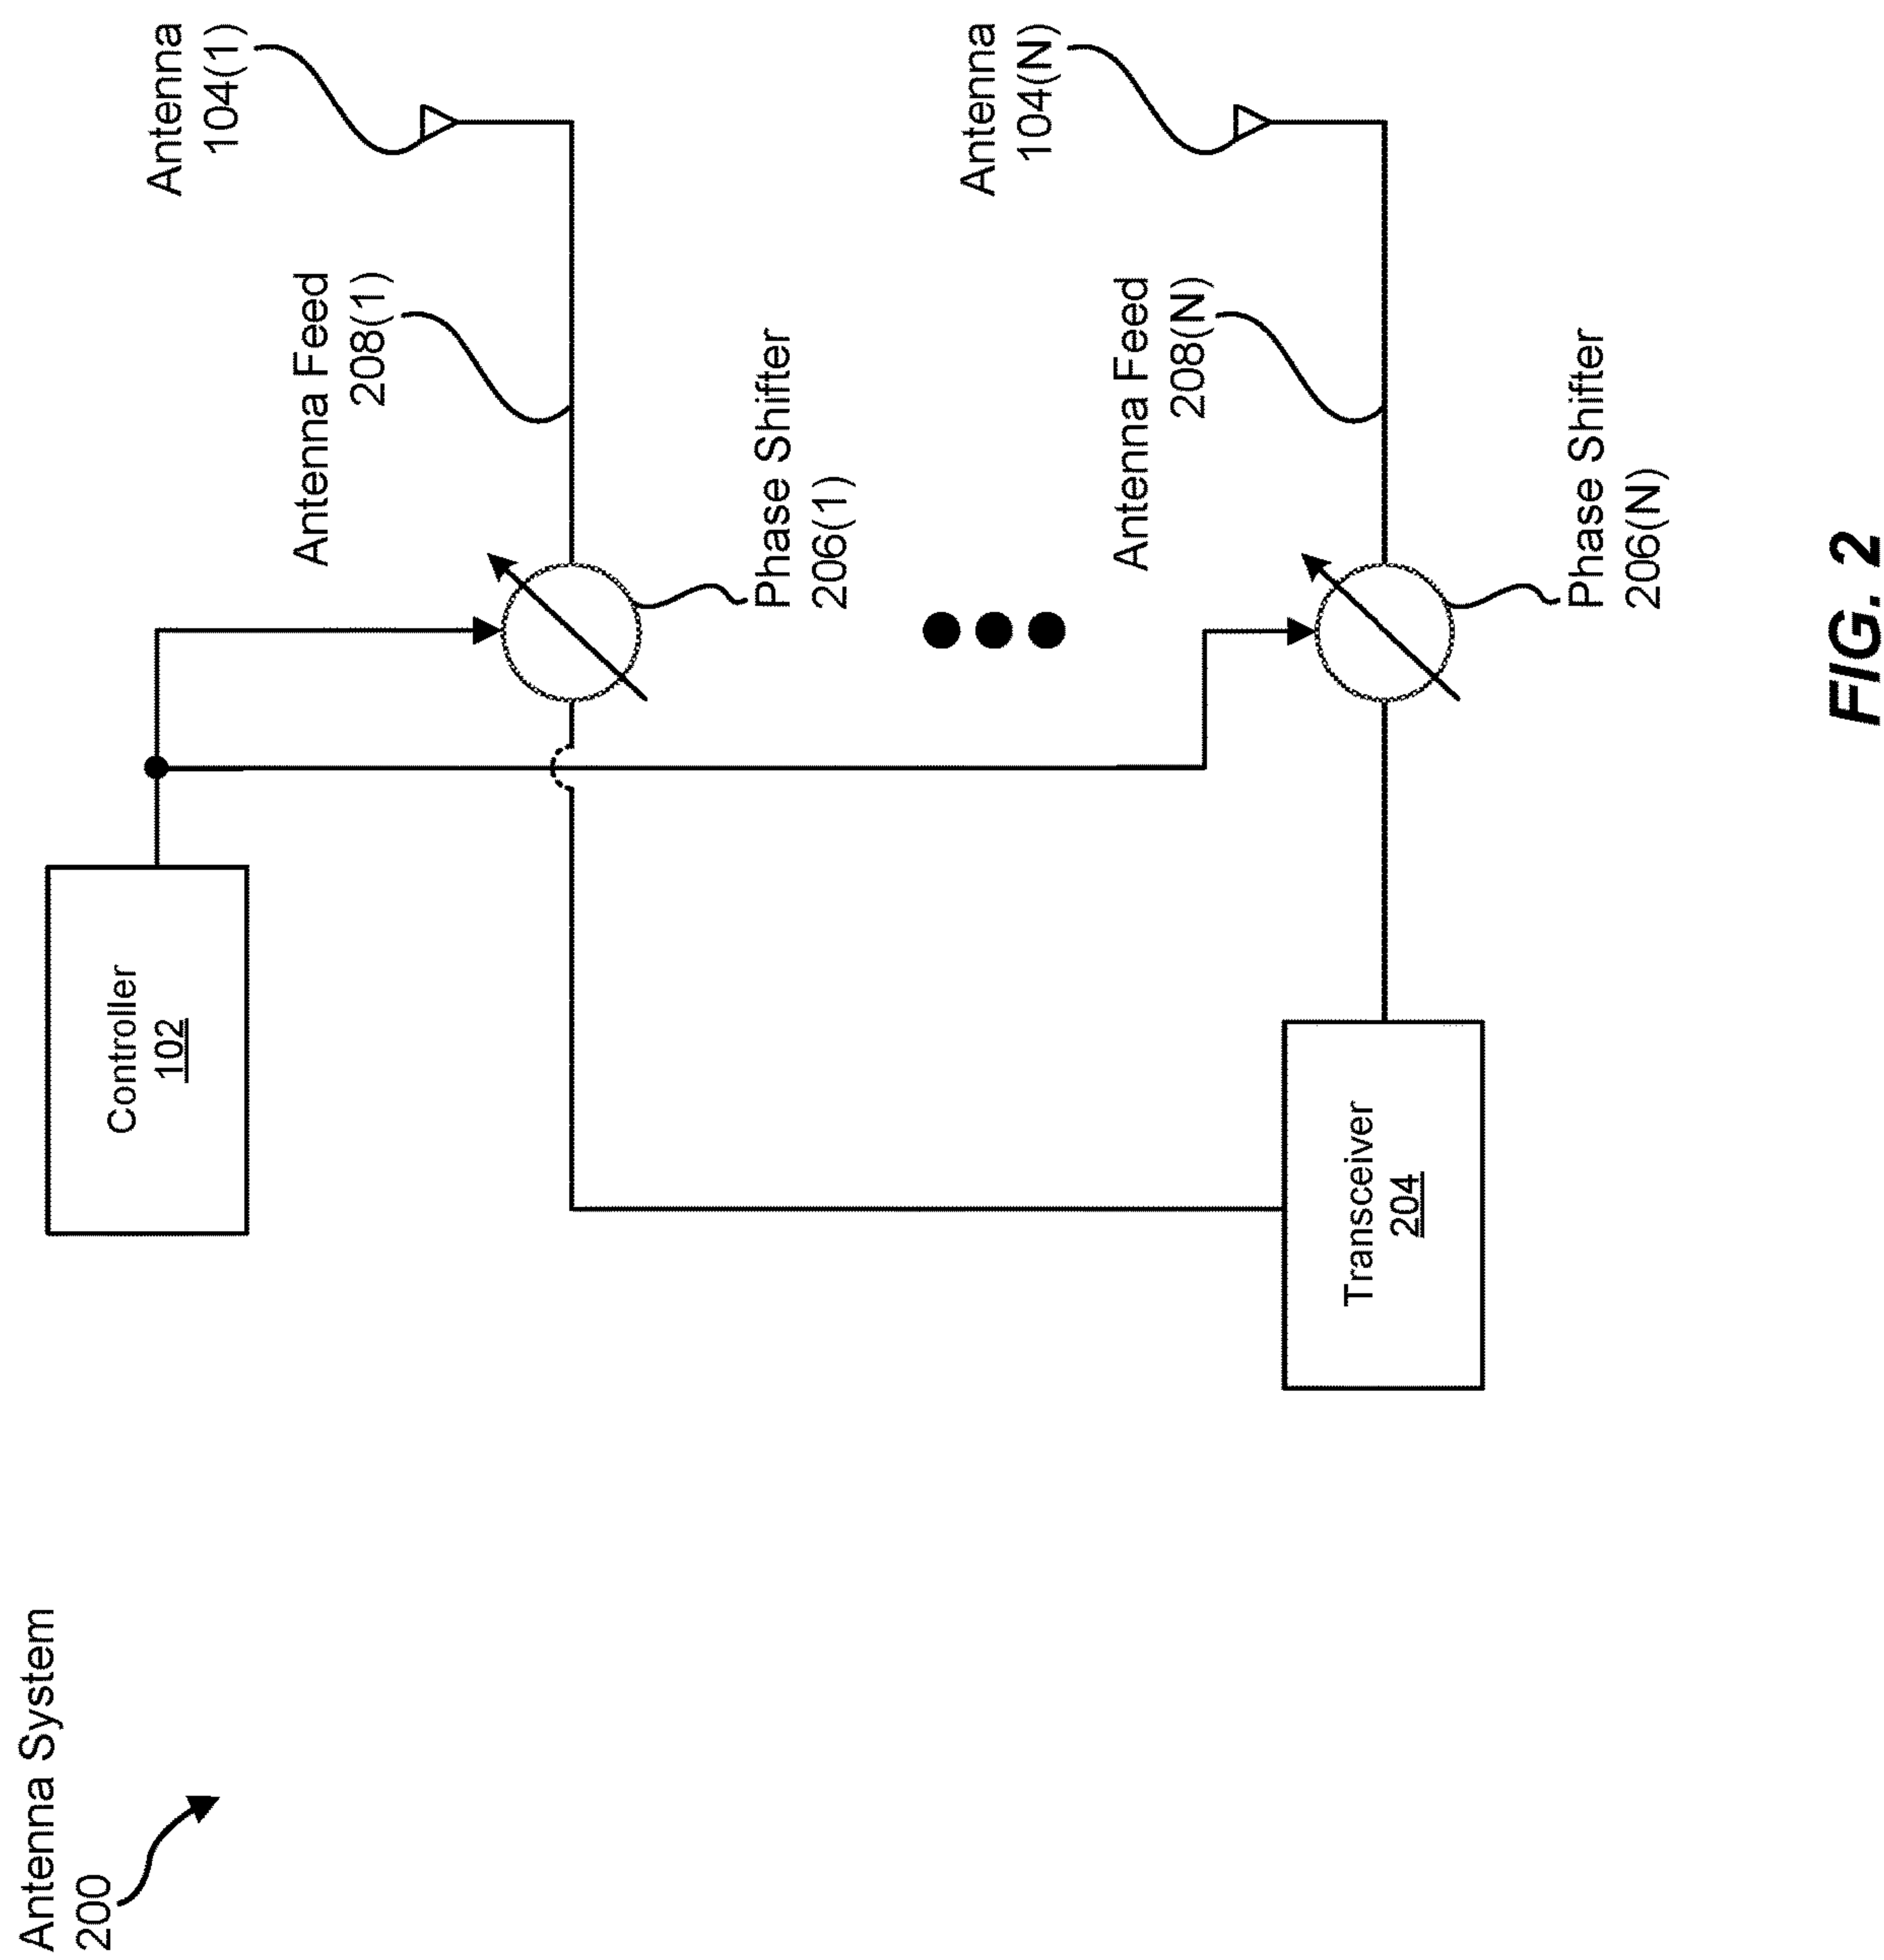 Antenna System
200
Controller
102
Antenna
104(1)
Antenna Feed
208(1)
Phase Shifter
206(1)
Antenna
104(N)
Antenna Feed
208(N)
Transceiver
204
Phase Shifter
206(N)
FIG. 2